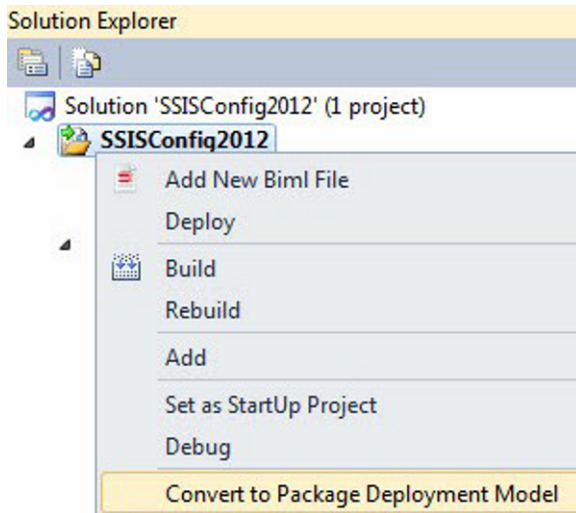 Solution Explorer
Solution 'SSISConfig2012' (1 project)
SSISConfig2012
Add New Biml File
Deploy
Build
Rebuild
Add
Set as StartUp Project
Debug
Convert to Package Deployment Model